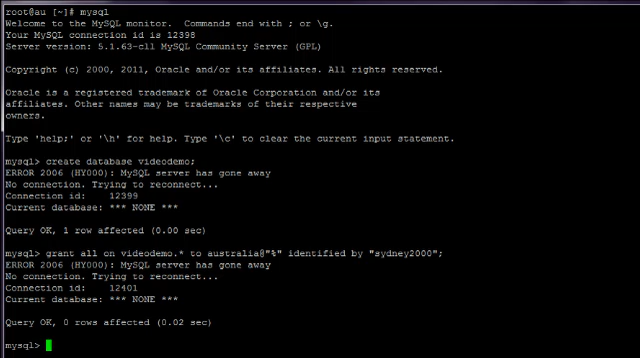 root@au [~]# mysql
Welcome to the MySQL monitor.  Commands end with ; or \g.
Your MySQL connection id is 12398
Server version: 5.1.63-cll MySQL Community Server (GPL)
Copyright (c) 2000, 2011, Oracle and/or its affiliates. All rights reserved.
Oracle is a registered trademark of Oracle Corporation and/or its
affiliates. Other names may be trademarks of their respective
owners.
Type 'help;' or '\h' for help. Type '\c' to clear the current input statement.
mysql> create database videodemo;
ERROR 2006 (HY000): MySQL server has gone away
No connection. Trying to reconnect...
Connection id:    12399
Current database: *** NONE ***
Query OK, 1 row affected (0.00 sec)
mysql> grant all on videodemo.* to australia@"%" identified by "sydney2000";
ERROR 2006 (HY000): MySQL server has gone away
No connection. Trying to reconnect...
Connection id:    12401
Current database: *** NONE ***
Query OK, 0 rows affected (0.02 sec)
mysql>